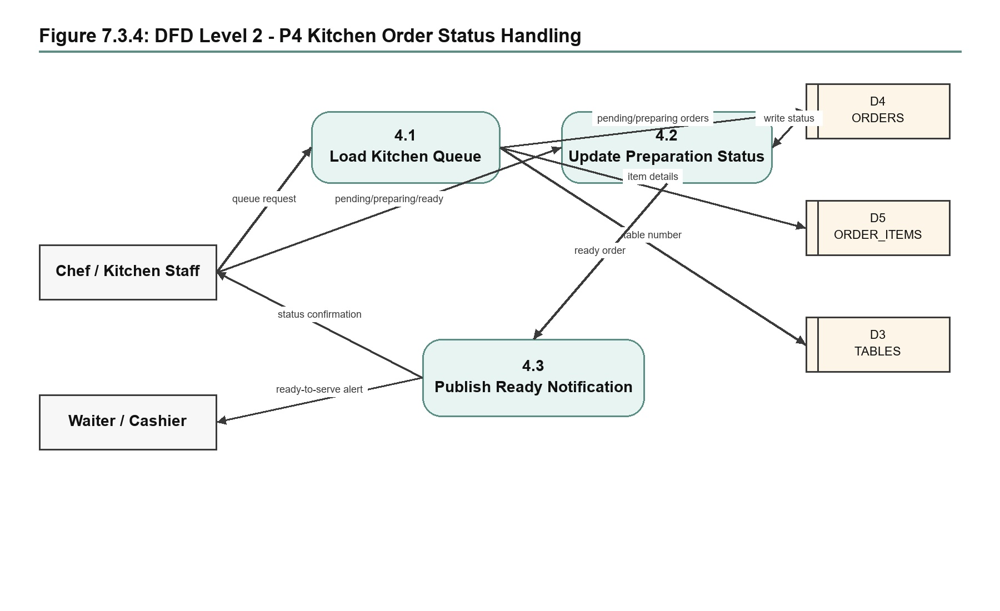 Figure 7.3.4: DFD Level 2 - P4 Kitchen Order Status Handling
D4
ORDERS
pending/preparing orders
write status
4.1
Load Kitchen Queue
4.2
Update Preparation Status
item details
queue request
pending/preparing/ready
D5
ORDER_ITEMS
table number
ready order
Chef / Kitchen Staff
status confirmation
D3
TABLES
4.3
Publish Ready Notification
ready-to-serve alert
Waiter / Cashier